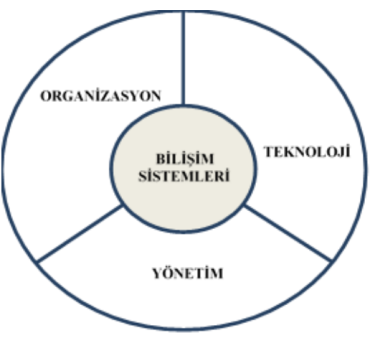 ORGANİZASYON
TEKNOLOJİ
BİLİŞİM
SİSTEMLERİ
YÖNETİM